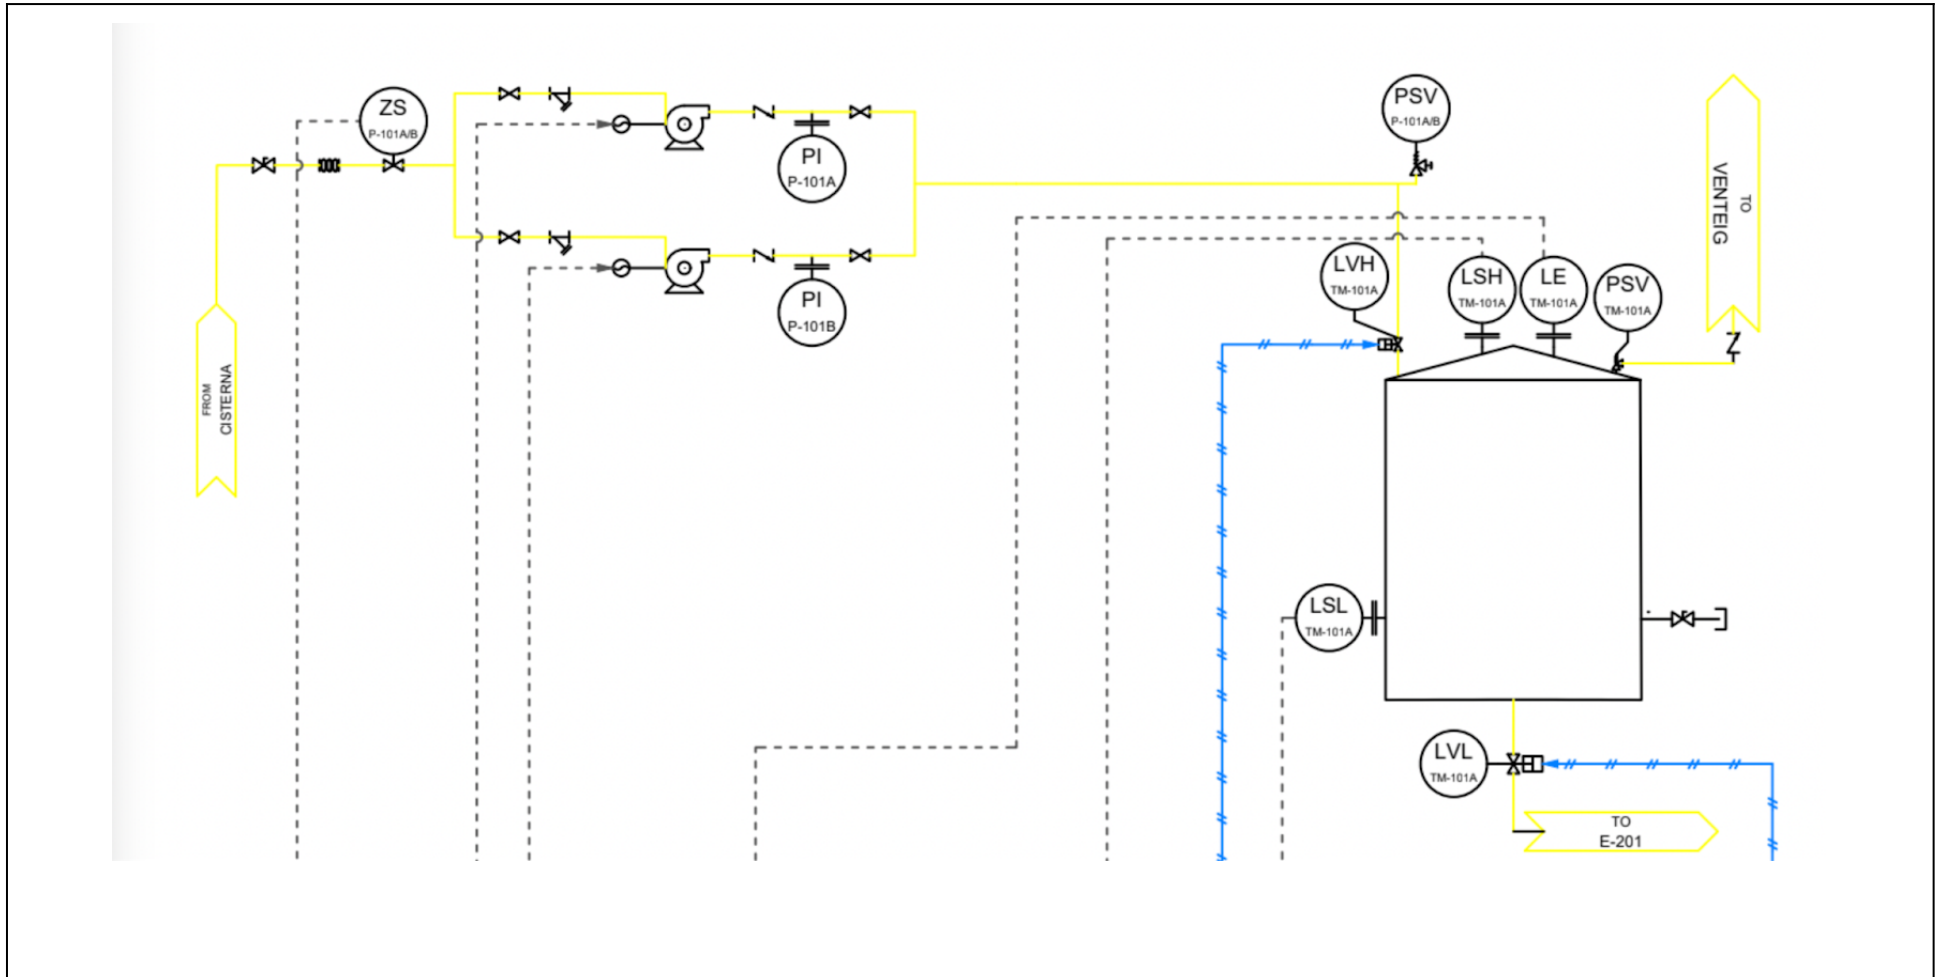 ZS
P-101A/B
PI
P-101A
PI
P-101B
FROM
CISTERNA
PSV
P-101A/B
TO
VENTEIG
LVH
TM-101A
LSH
TM-101A
LE
TM-101A
PSV
TM-101A
LSL
TM-101A
LVL
TM-101A
TO
E-201